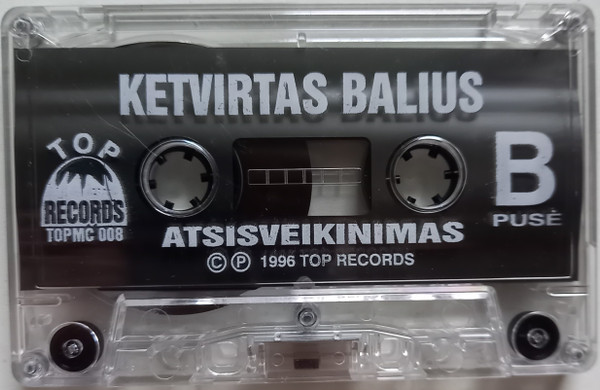 KETVIRTAS BALIUS
TOP
RECORDS
TOPMC 008
B
PUSĖ
ATSISVEIKINIMAS
© ℗ 1996 TOP RECORDS